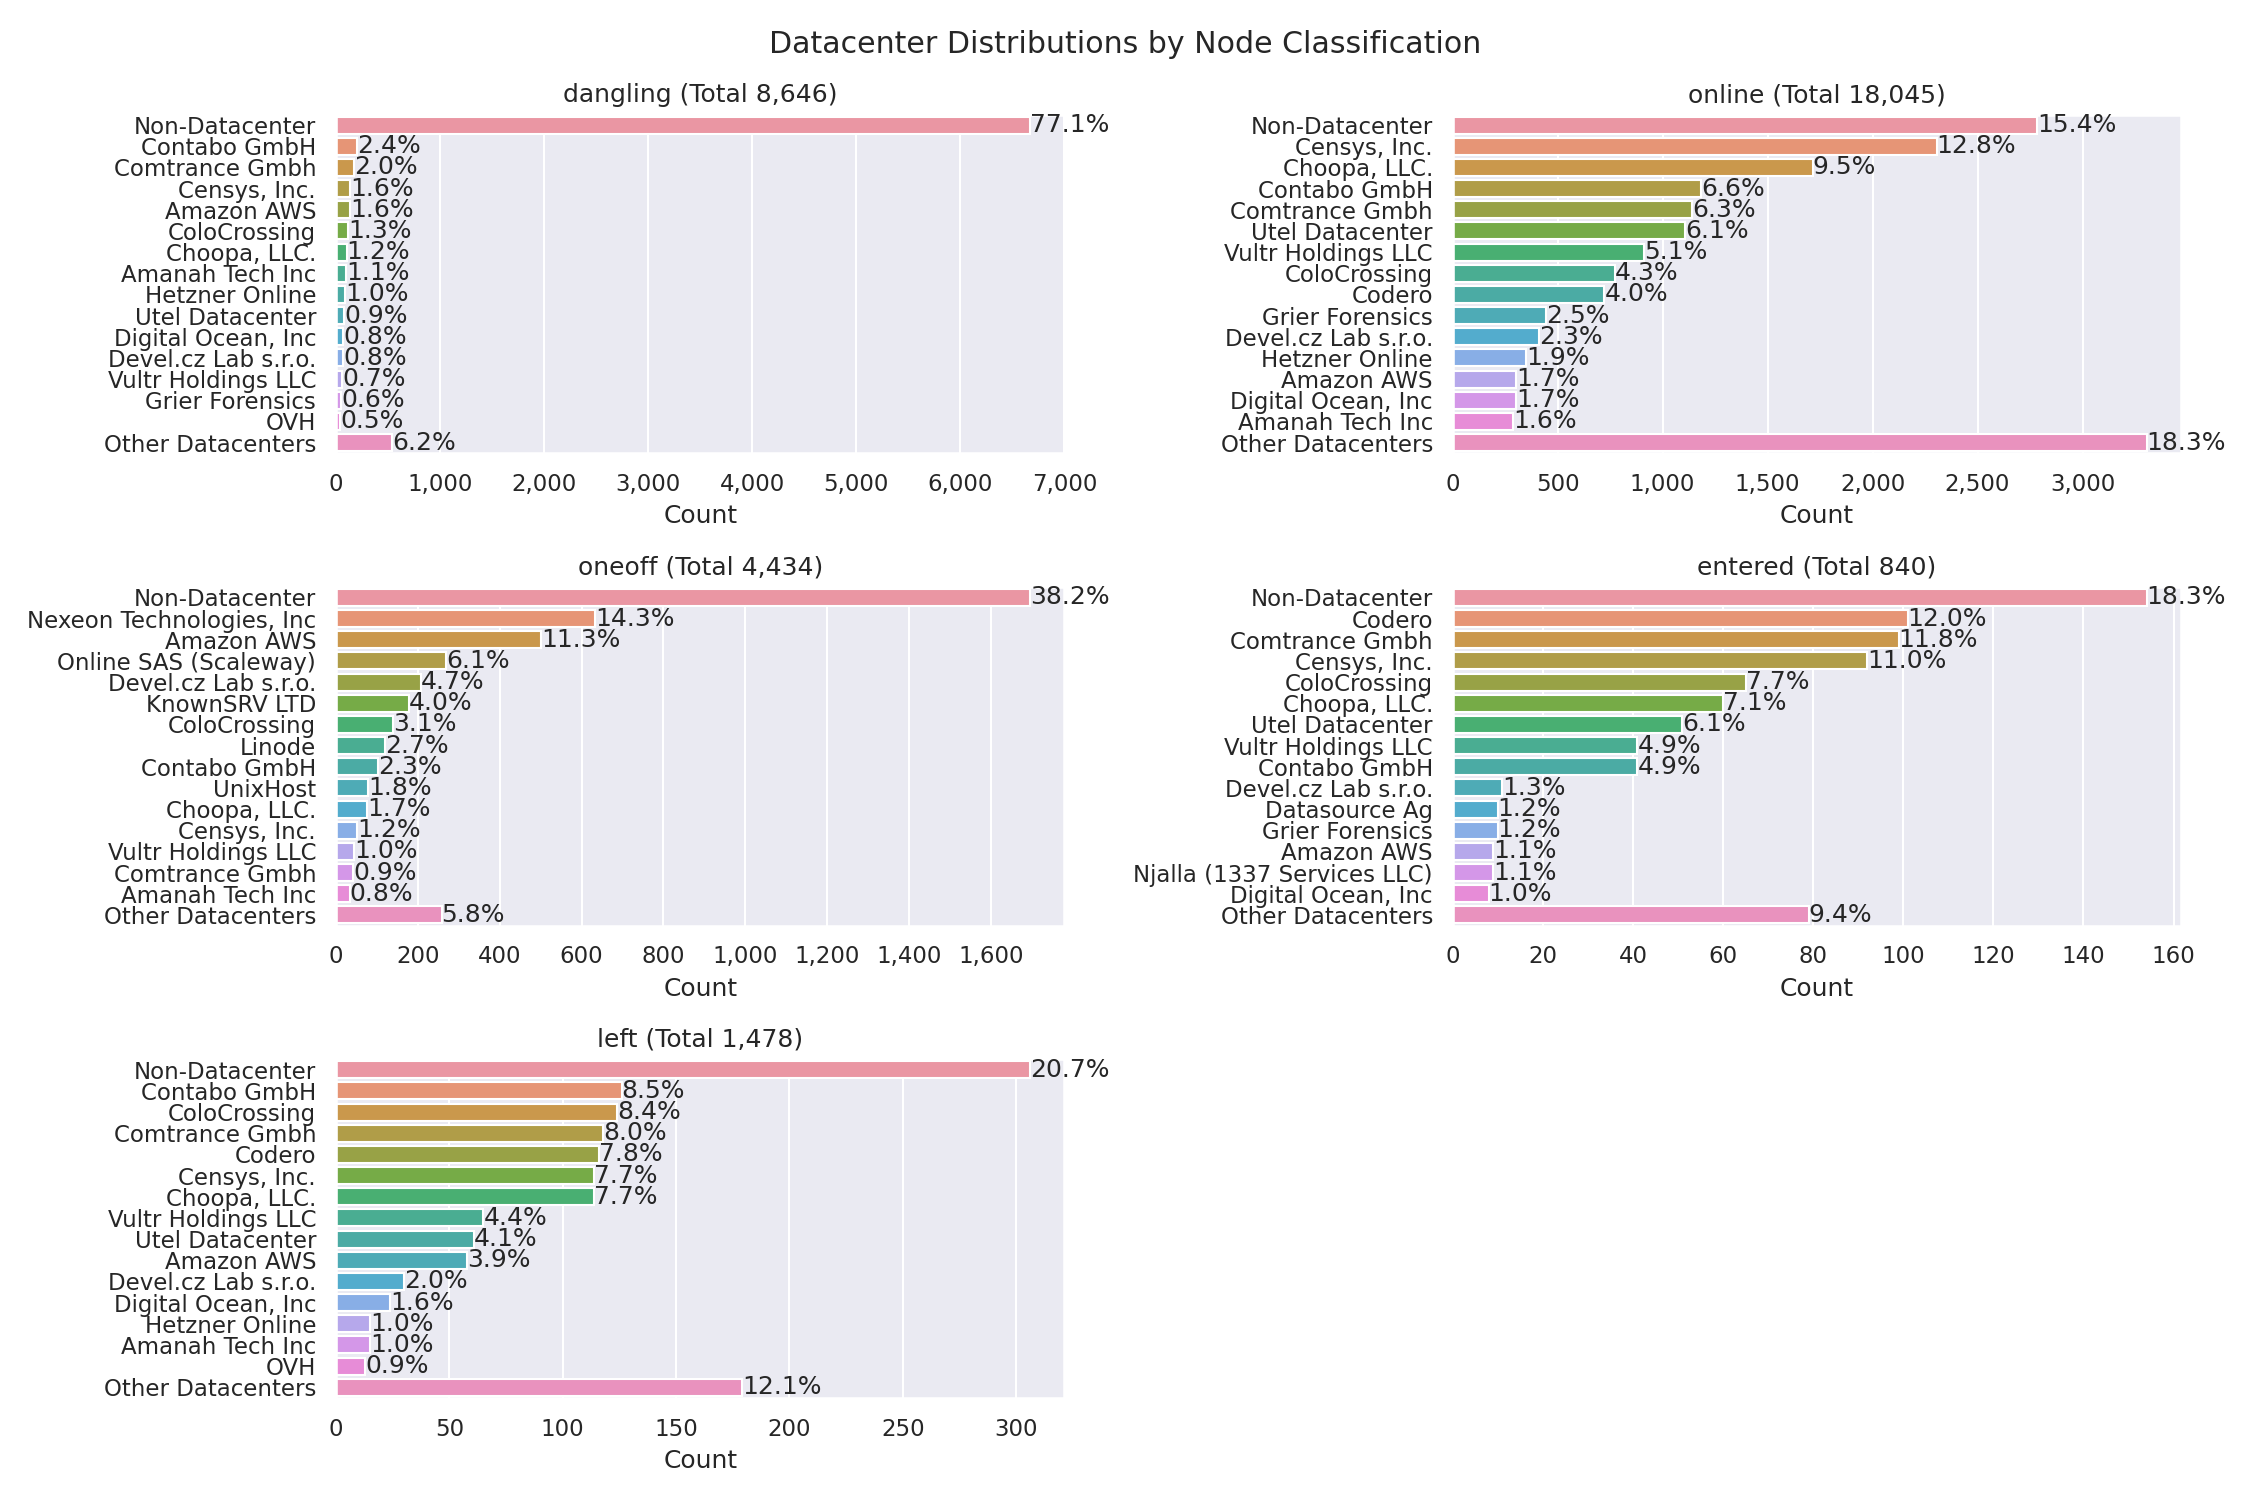 Datacenter Distributions by Node Classification
dangling (Total 8,646)
Non-Datacenter 77.1%
Contabo GmbH 2.4%
Comtrance Gmbh 2.0%
Censys, Inc. 1.6%
Amazon AWS 1.6%
ColoCrossing 1.3%
Choopa, LLC. 1.2%
Amanah Tech Inc 1.1%
Hetzner Online 1.0%
Utel Datacenter 0.9%
Digital Ocean, Inc 0.8%
Devel.cz Lab s.r.o. 0.8%
Vultr Holdings LLC 0.7%
Grier Forensics 0.6%
OVH 0.5%
Other Datacenters 6.2%
0 1,000 2,000 3,000 4,000 5,000 6,000 7,000
Count
online (Total 18,045)
Non-Datacenter 15.4%
Censys, Inc. 12.8%
Choopa, LLC. 9.5%
Contabo GmbH 6.6%
Comtrance Gmbh 6.3%
Utel Datacenter 6.1%
Vultr Holdings LLC 5.1%
ColoCrossing 4.3%
Codero 4.0%
Grier Forensics 2.5%
Devel.cz Lab s.r.o. 2.3%
Hetzner Online 1.9%
Amazon AWS 1.7%
Digital Ocean, Inc 1.7%
Amanah Tech Inc 1.6%
Other Datacenters 18.3%
0 500 1,000 1,500 2,000 2,500 3,000
Count
oneoff (Total 4,434)
Non-Datacenter 38.2%
Nexeon Technologies, Inc 14.3%
Amazon AWS 11.3%
Online SAS (Scaleway) 6.1%
Devel.cz Lab s.r.o. 4.7%
KnownSRV LTD 4.0%
ColoCrossing 3.1%
Linode 2.7%
Contabo GmbH 2.3%
UnixHost 1.8%
Choopa, LLC. 1.7%
Censys, Inc. 1.2%
Vultr Holdings LLC 1.0%
Comtrance Gmbh 0.9%
Amanah Tech Inc 0.8%
Other Datacenters 5.8%
0 200 400 600 800 1,000 1,200 1,400 1,600
Count
entered (Total 840)
Non-Datacenter 18.3%
Codero 12.0%
Comtrance Gmbh 11.8%
Censys, Inc. 11.0%
ColoCrossing 7.7%
Choopa, LLC. 7.1%
Utel Datacenter 6.1%
Vultr Holdings LLC 4.9%
Contabo GmbH 4.9%
Devel.cz Lab s.r.o. 1.3%
Datasource Ag 1.2%
Grier Forensics 1.2%
Amazon AWS 1.1%
Njalla (1337 Services LLC) 1.1%
Digital Ocean, Inc 1.0%
Other Datacenters 9.4%
0 20 40 60 80 100 120 140 160
Count
left (Total 1,478)
Non-Datacenter 20.7%
Contabo GmbH 8.5%
ColoCrossing 8.4%
Comtrance Gmbh 8.0%
Codero 7.8%
Censys, Inc. 7.7%
Choopa, LLC. 7.7%
Vultr Holdings LLC 4.4%
Utel Datacenter 4.1%
Amazon AWS 3.9%
Devel.cz Lab s.r.o. 2.0%
Digital Ocean, Inc 1.6%
Hetzner Online 1.0%
Amanah Tech Inc 1.0%
OVH 0.9%
Other Datacenters 12.1%
0 50 100 150 200 250 300
Count